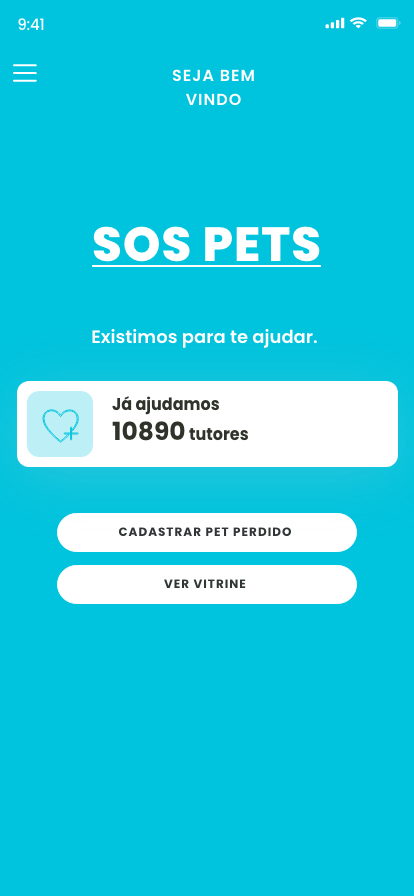 9:41
SEJA BEM
VINDO
SOS PETS
Existimos para te ajudar.
Já ajudamos
10890 tutores
CADASTRAR PET PERDIDO
VER VITRINE